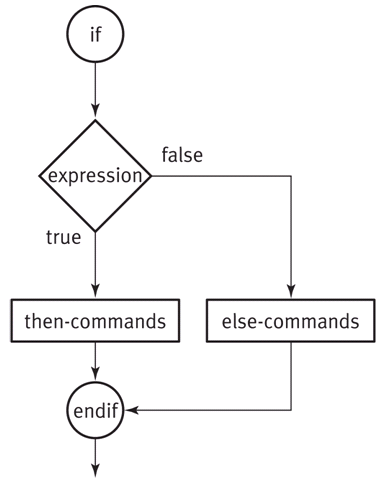 if
expression
false
true
then-commands
else-commands
endif